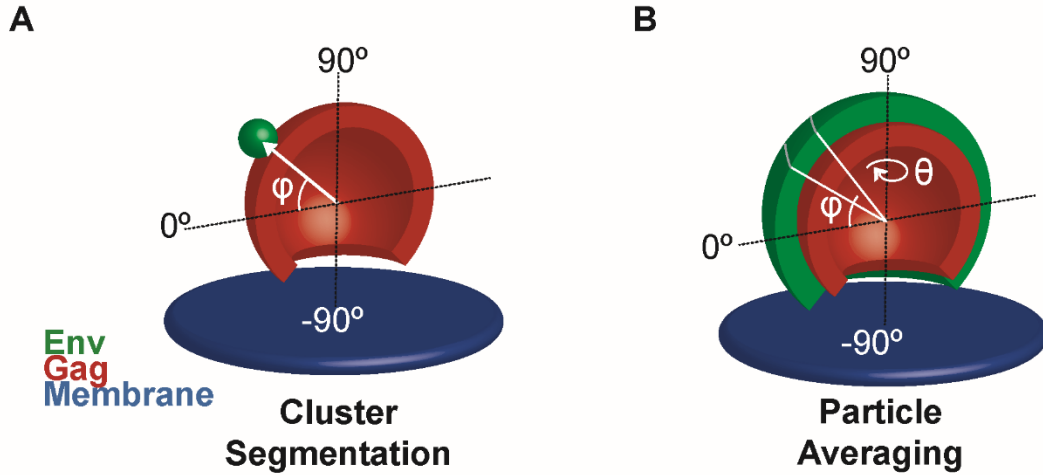 A
90º
φ
0º
-90º
Env
Gag
Membrane
Cluster
Segmentation
B
90º
θ
φ
0º
-90º
Particle
Averaging